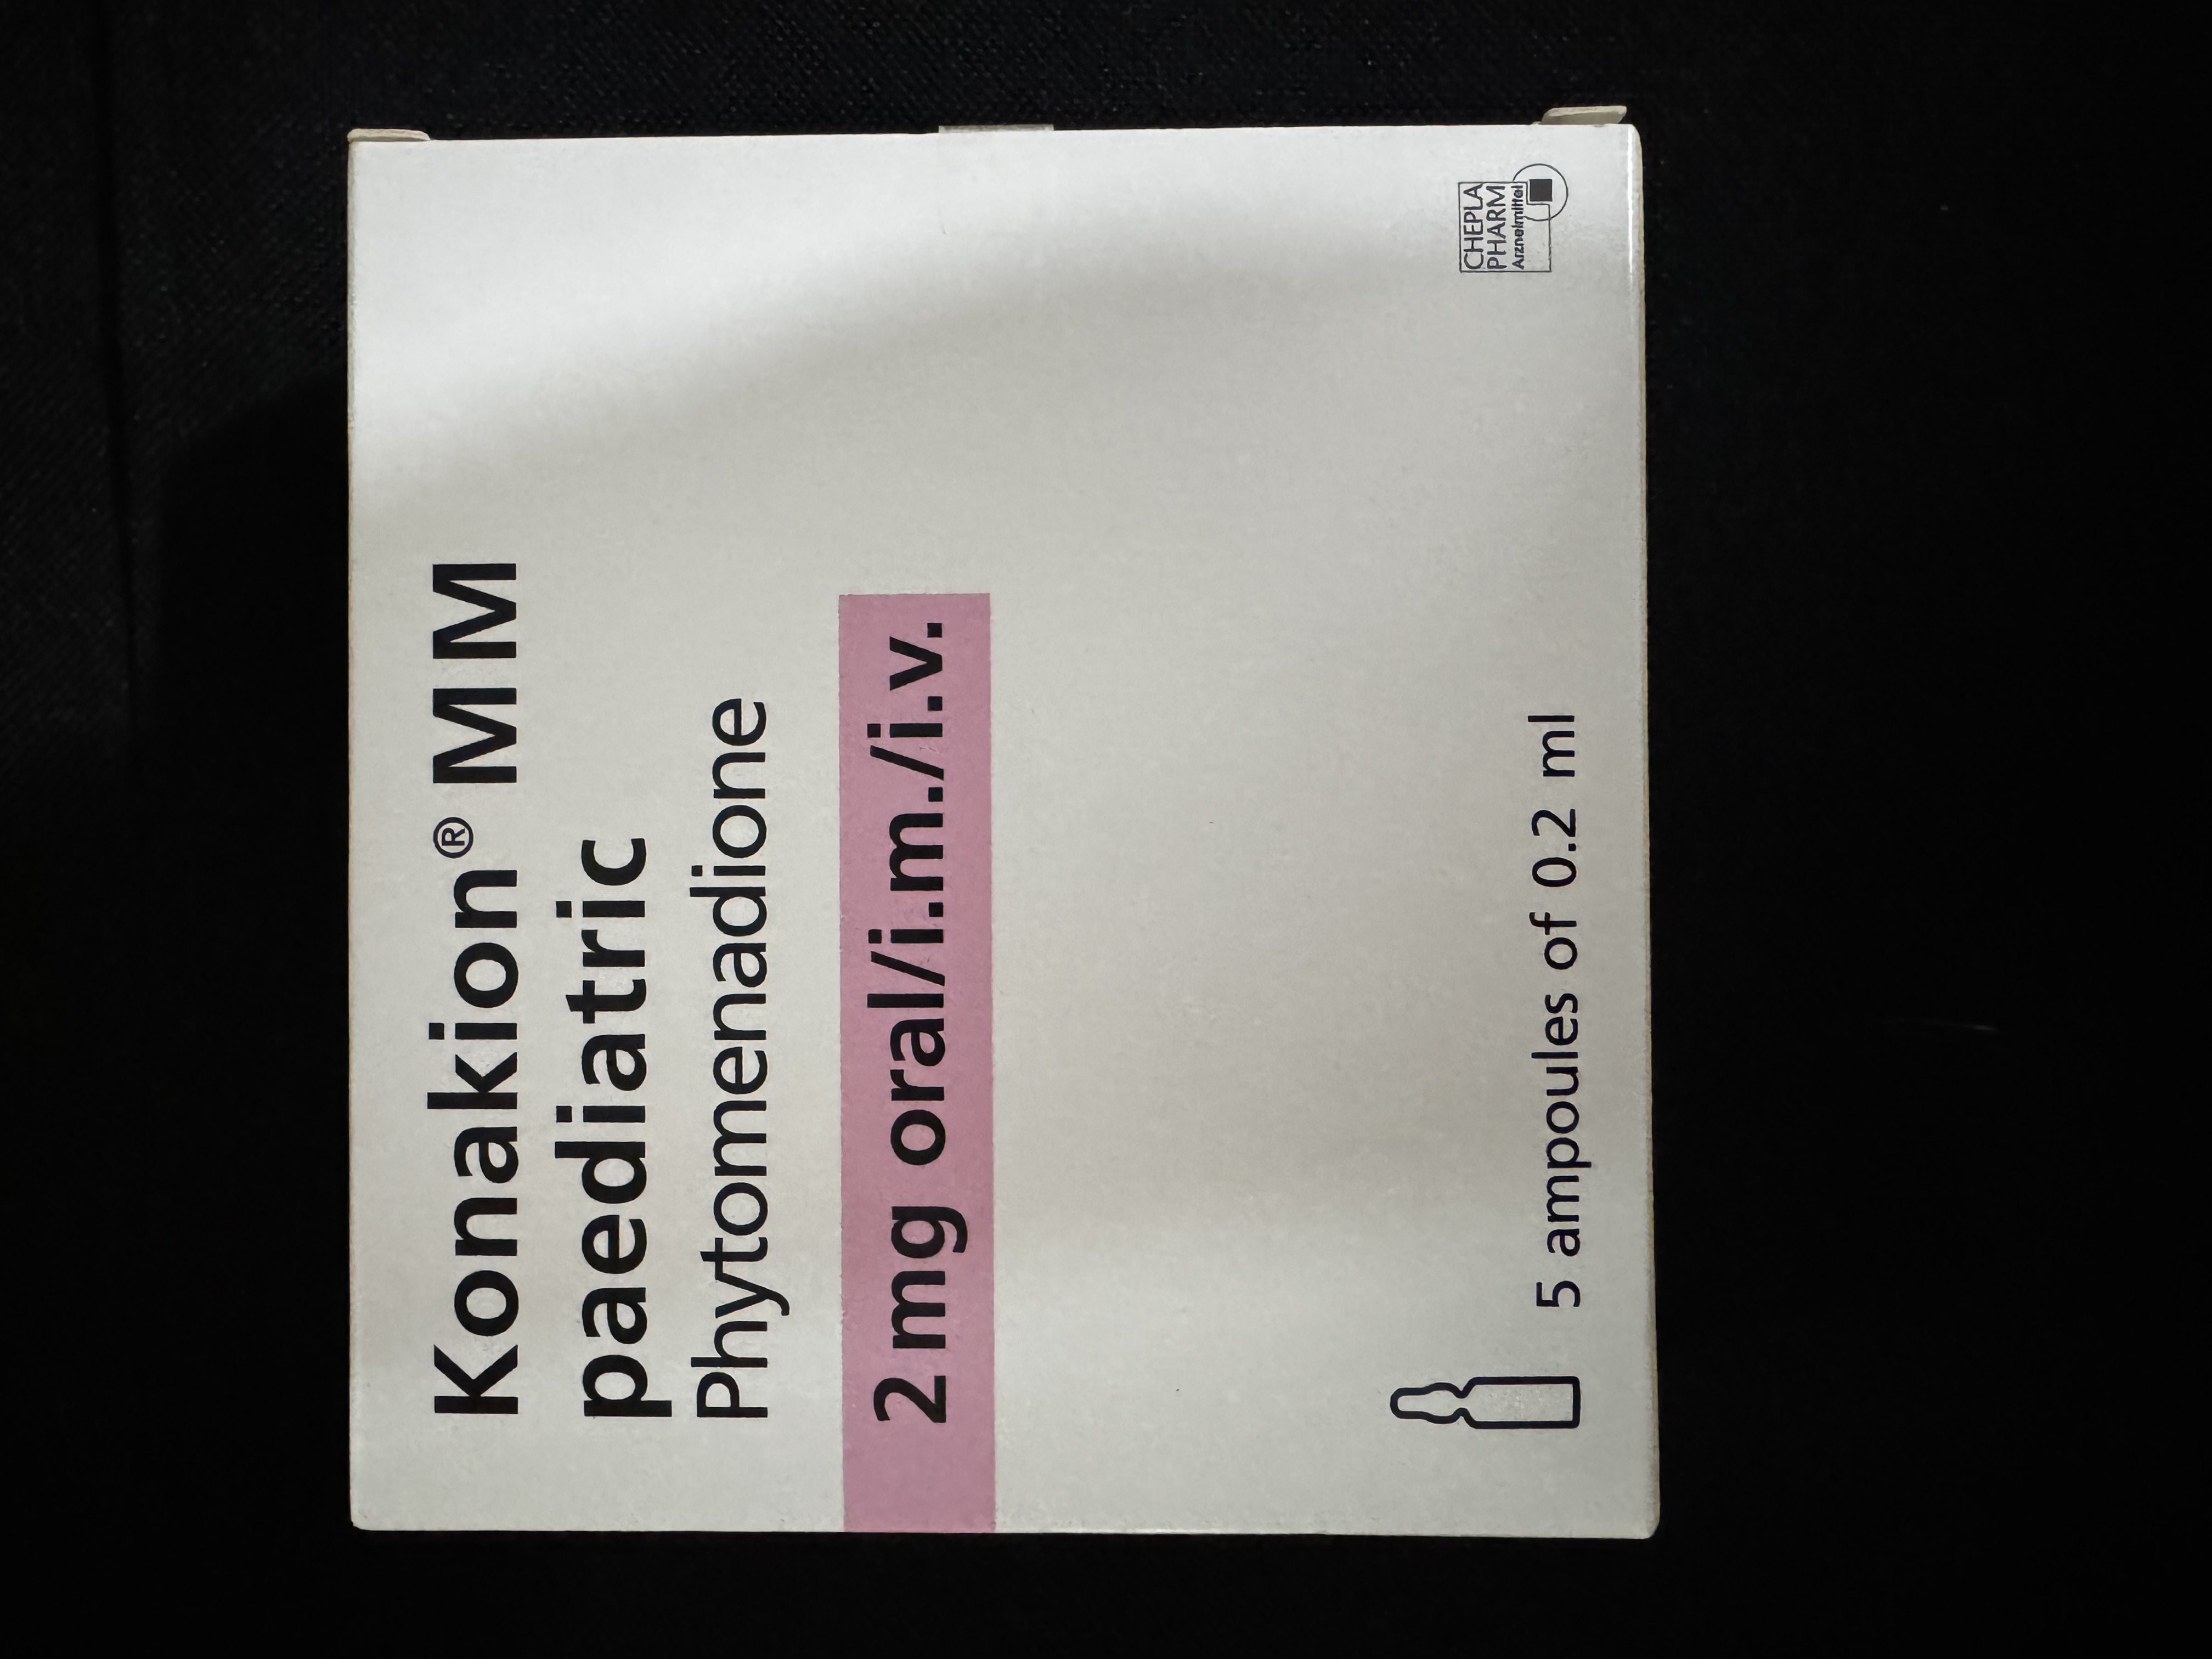 Konakion® MM
paediatric
Phytomenadione
2 mg oral/i.m./i.v.
5 ampoules of 0.2 ml
CHEPLA
PHARM
Arzneimittel